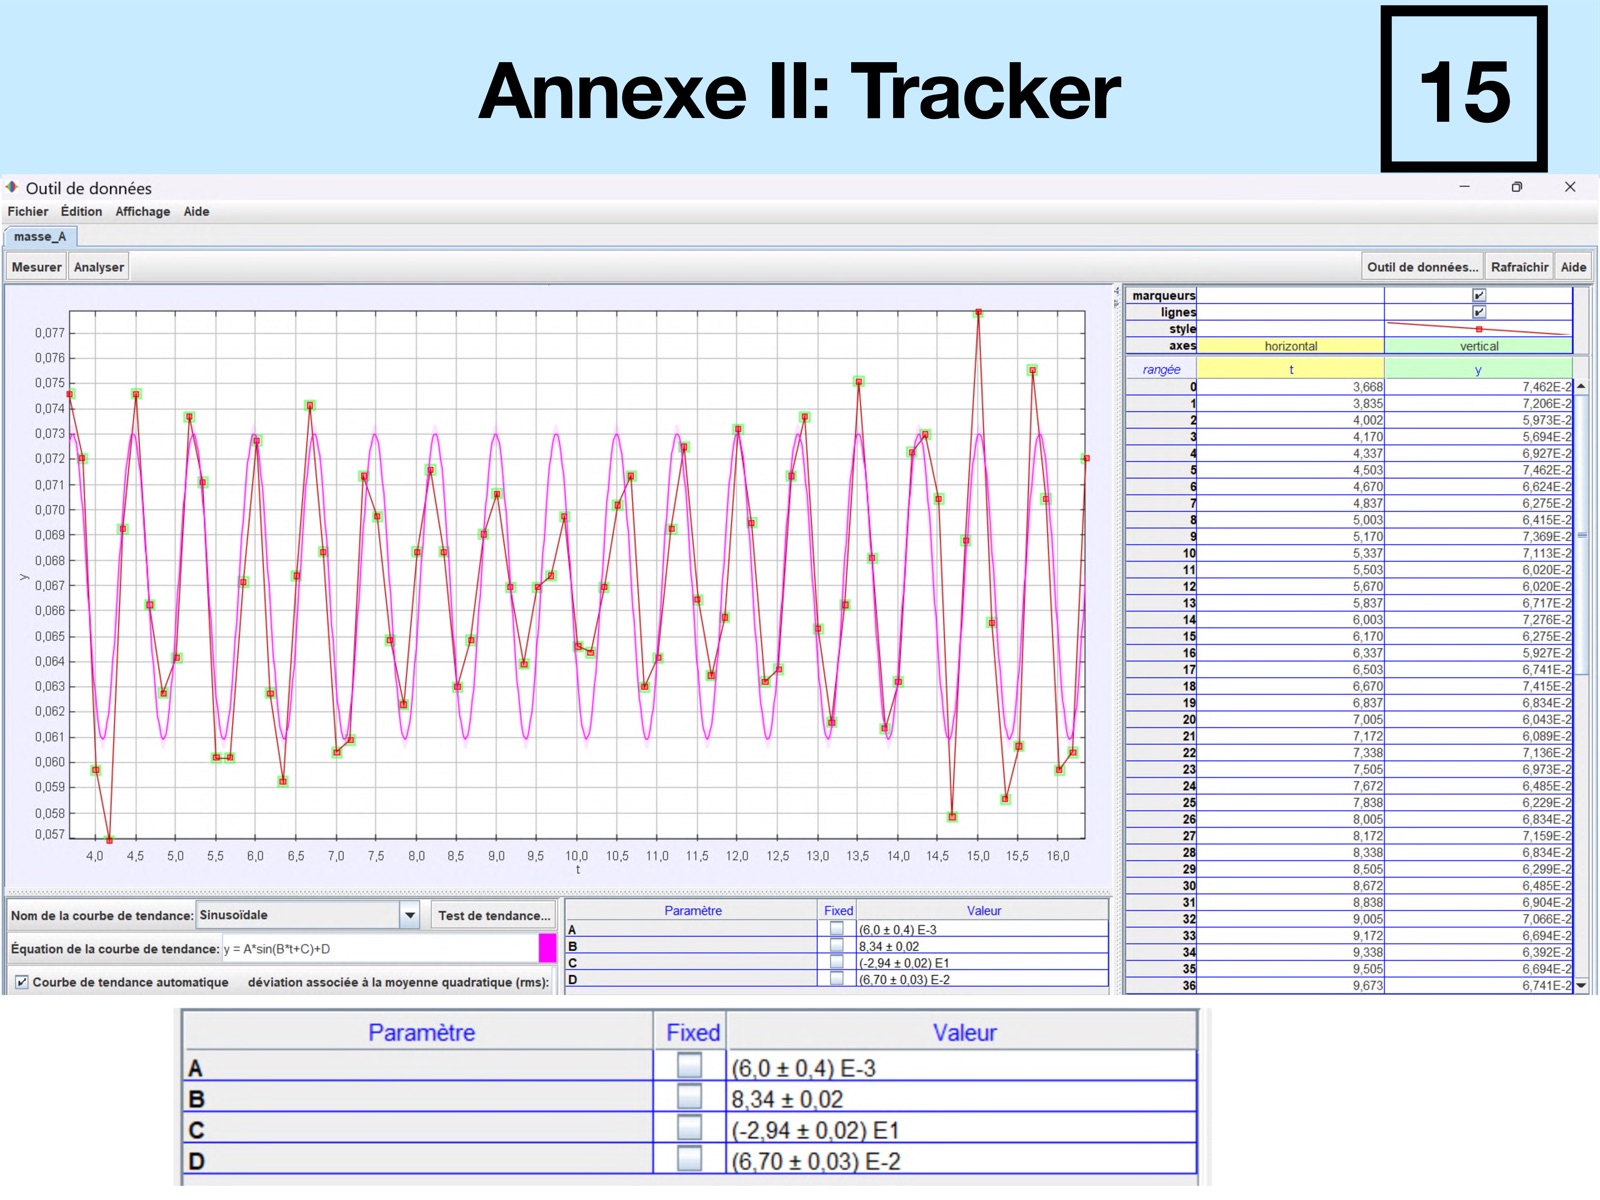 Annexe II: Tracker
15
Outil de données
Fichier Édition Affichage Aide
masse_A
Mesurer Analyser Outil de données... Rafraîchir Aide
marqueurs
lignes
style
axes horizontal vertical
rangée t y
0 3,668 7,462E-2
1 3,835 7,206E-2
2 4,002 5,973E-2
3 4,170 5,694E-2
4 4,337 6,927E-2
5 4,503 7,462E-2
6 4,670 6,624E-2
7 4,837 6,275E-2
8 5,003 6,415E-2
9 5,170 7,369E-2
10 5,337 7,113E-2
11 5,503 6,020E-2
12 5,670 6,020E-2
13 5,837 6,717E-2
14 6,003 7,276E-2
15 6,170 6,275E-2
16 6,337 5,927E-2
17 6,503 6,741E-2
18 6,670 7,415E-2
19 6,837 6,834E-2
20 7,005 6,043E-2
21 7,172 6,089E-2
22 7,338 7,136E-2
23 7,505 6,973E-2
24 7,672 6,485E-2
25 7,838 6,229E-2
26 8,005 6,834E-2
27 8,172 7,159E-2
28 8,338 6,834E-2
29 8,505 6,299E-2
30 8,672 6,485E-2
31 8,838 6,904E-2
32 9,005 7,066E-2
33 9,172 6,694E-2
34 9,338 6,392E-2
35 9,505 6,694E-2
36 9,673 6,741E-2
0,077
0,076
0,075
0,074
0,073
0,072
0,071
0,070
0,069
0,068
0,067
0,066
0,065
0,064
0,063
0,062
0,061
0,060
0,059
0,058
0,057
y
4,0 4,5 5,0 5,5 6,0 6,5 7,0 7,5 8,0 8,5 9,0 9,5 10,0 10,5 11,0 11,5 12,0 12,5 13,0 13,5 14,0 14,5 15,0 15,5 16,0
t
Nom de la courbe de tendance: Sinusoïdale Test de tendance...
Équation de la courbe de tendance: y = A*sin(B*t+C)+D
Courbe de tendance automatique déviation associée à la moyenne quadratique (rms):
Paramètre Fixed Valeur
A (6,0 ± 0,4) E-3
B 8,34 ± 0,02
C (-2,94 ± 0,02) E1
D (6,70 ± 0,03) E-2
Paramètre Fixed Valeur
A (6,0 ± 0,4) E-3
B 8,34 ± 0,02
C (-2,94 ± 0,02) E1
D (6,70 ± 0,03) E-2